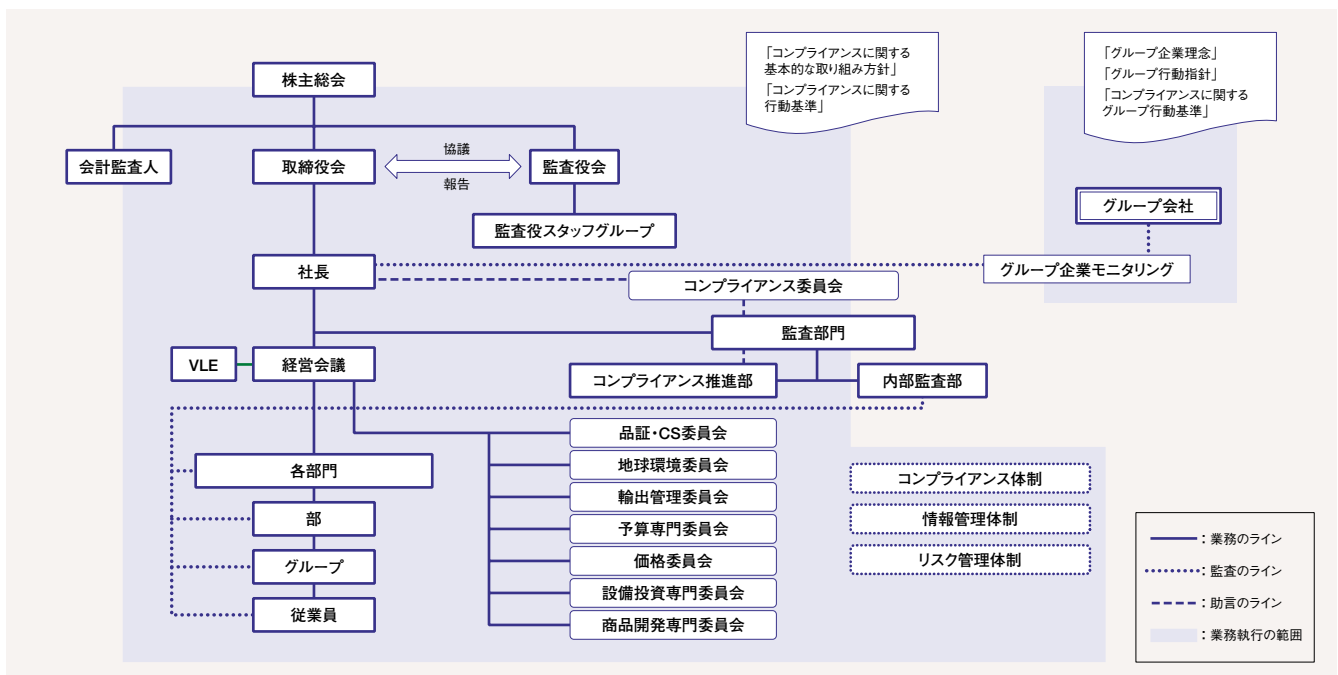 「コンプライアンスに関する
基本的な取り組み方針」
「コンプライアンスに関する
行動基準」
「グループ企業理念」
「グループ行動指針」
「コンプライアンスに関する
グループ行動基準」
株主総会
会計監査人
取締役会
協議
報告
監査役会
監査役スタッフグループ
グループ会社
社長
グループ企業モニタリング
コンプライアンス委員会
監査部門
VLE
経営会議
コンプライアンス推進部
内部監査部
品証・CS委員会
地球環境委員会
輸出管理委員会
予算専門委員会
価格委員会
設備投資専門委員会
商品開発専門委員会
各部門
部
グループ
従業員
コンプライアンス体制
情報管理体制
リスク管理体制
：業務のライン
：監査のライン
：助言のライン
：業務執行の範囲